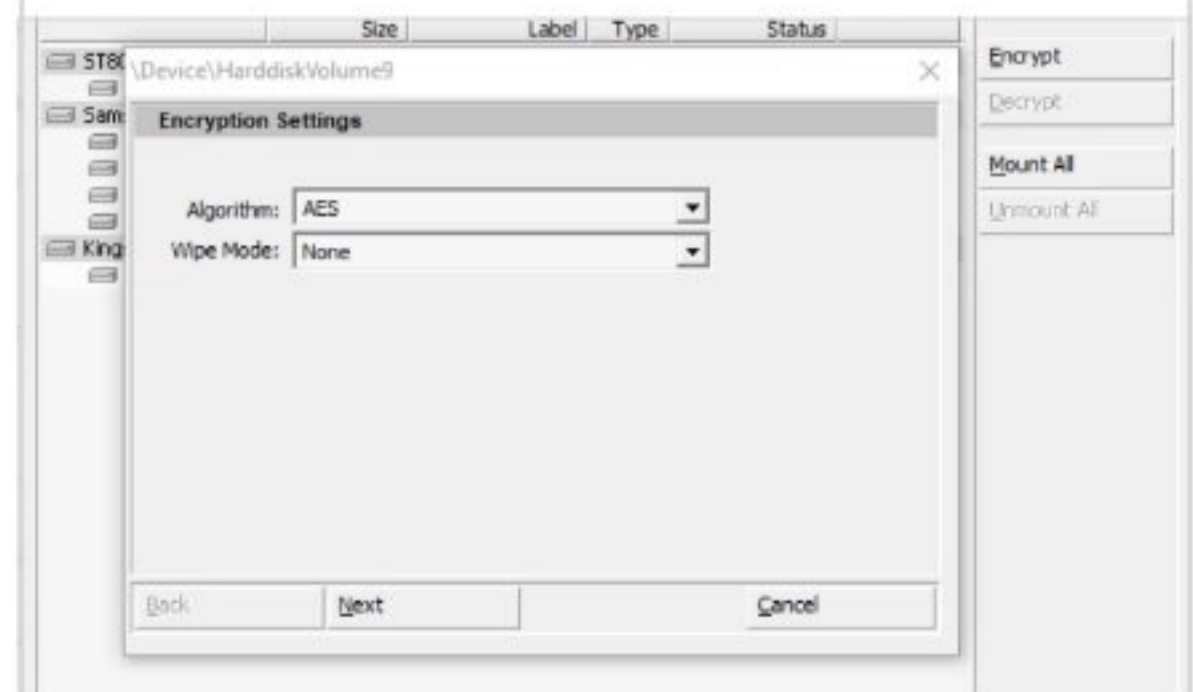 Size Label Type Status
ST80
\Device\HarddiskVolume9
Encrypt
Decrypt
Sam
Encryption Settings
Mount All
Algorithm: AES
Unmount All
King
Wipe Mode: None
Back Next Cancel